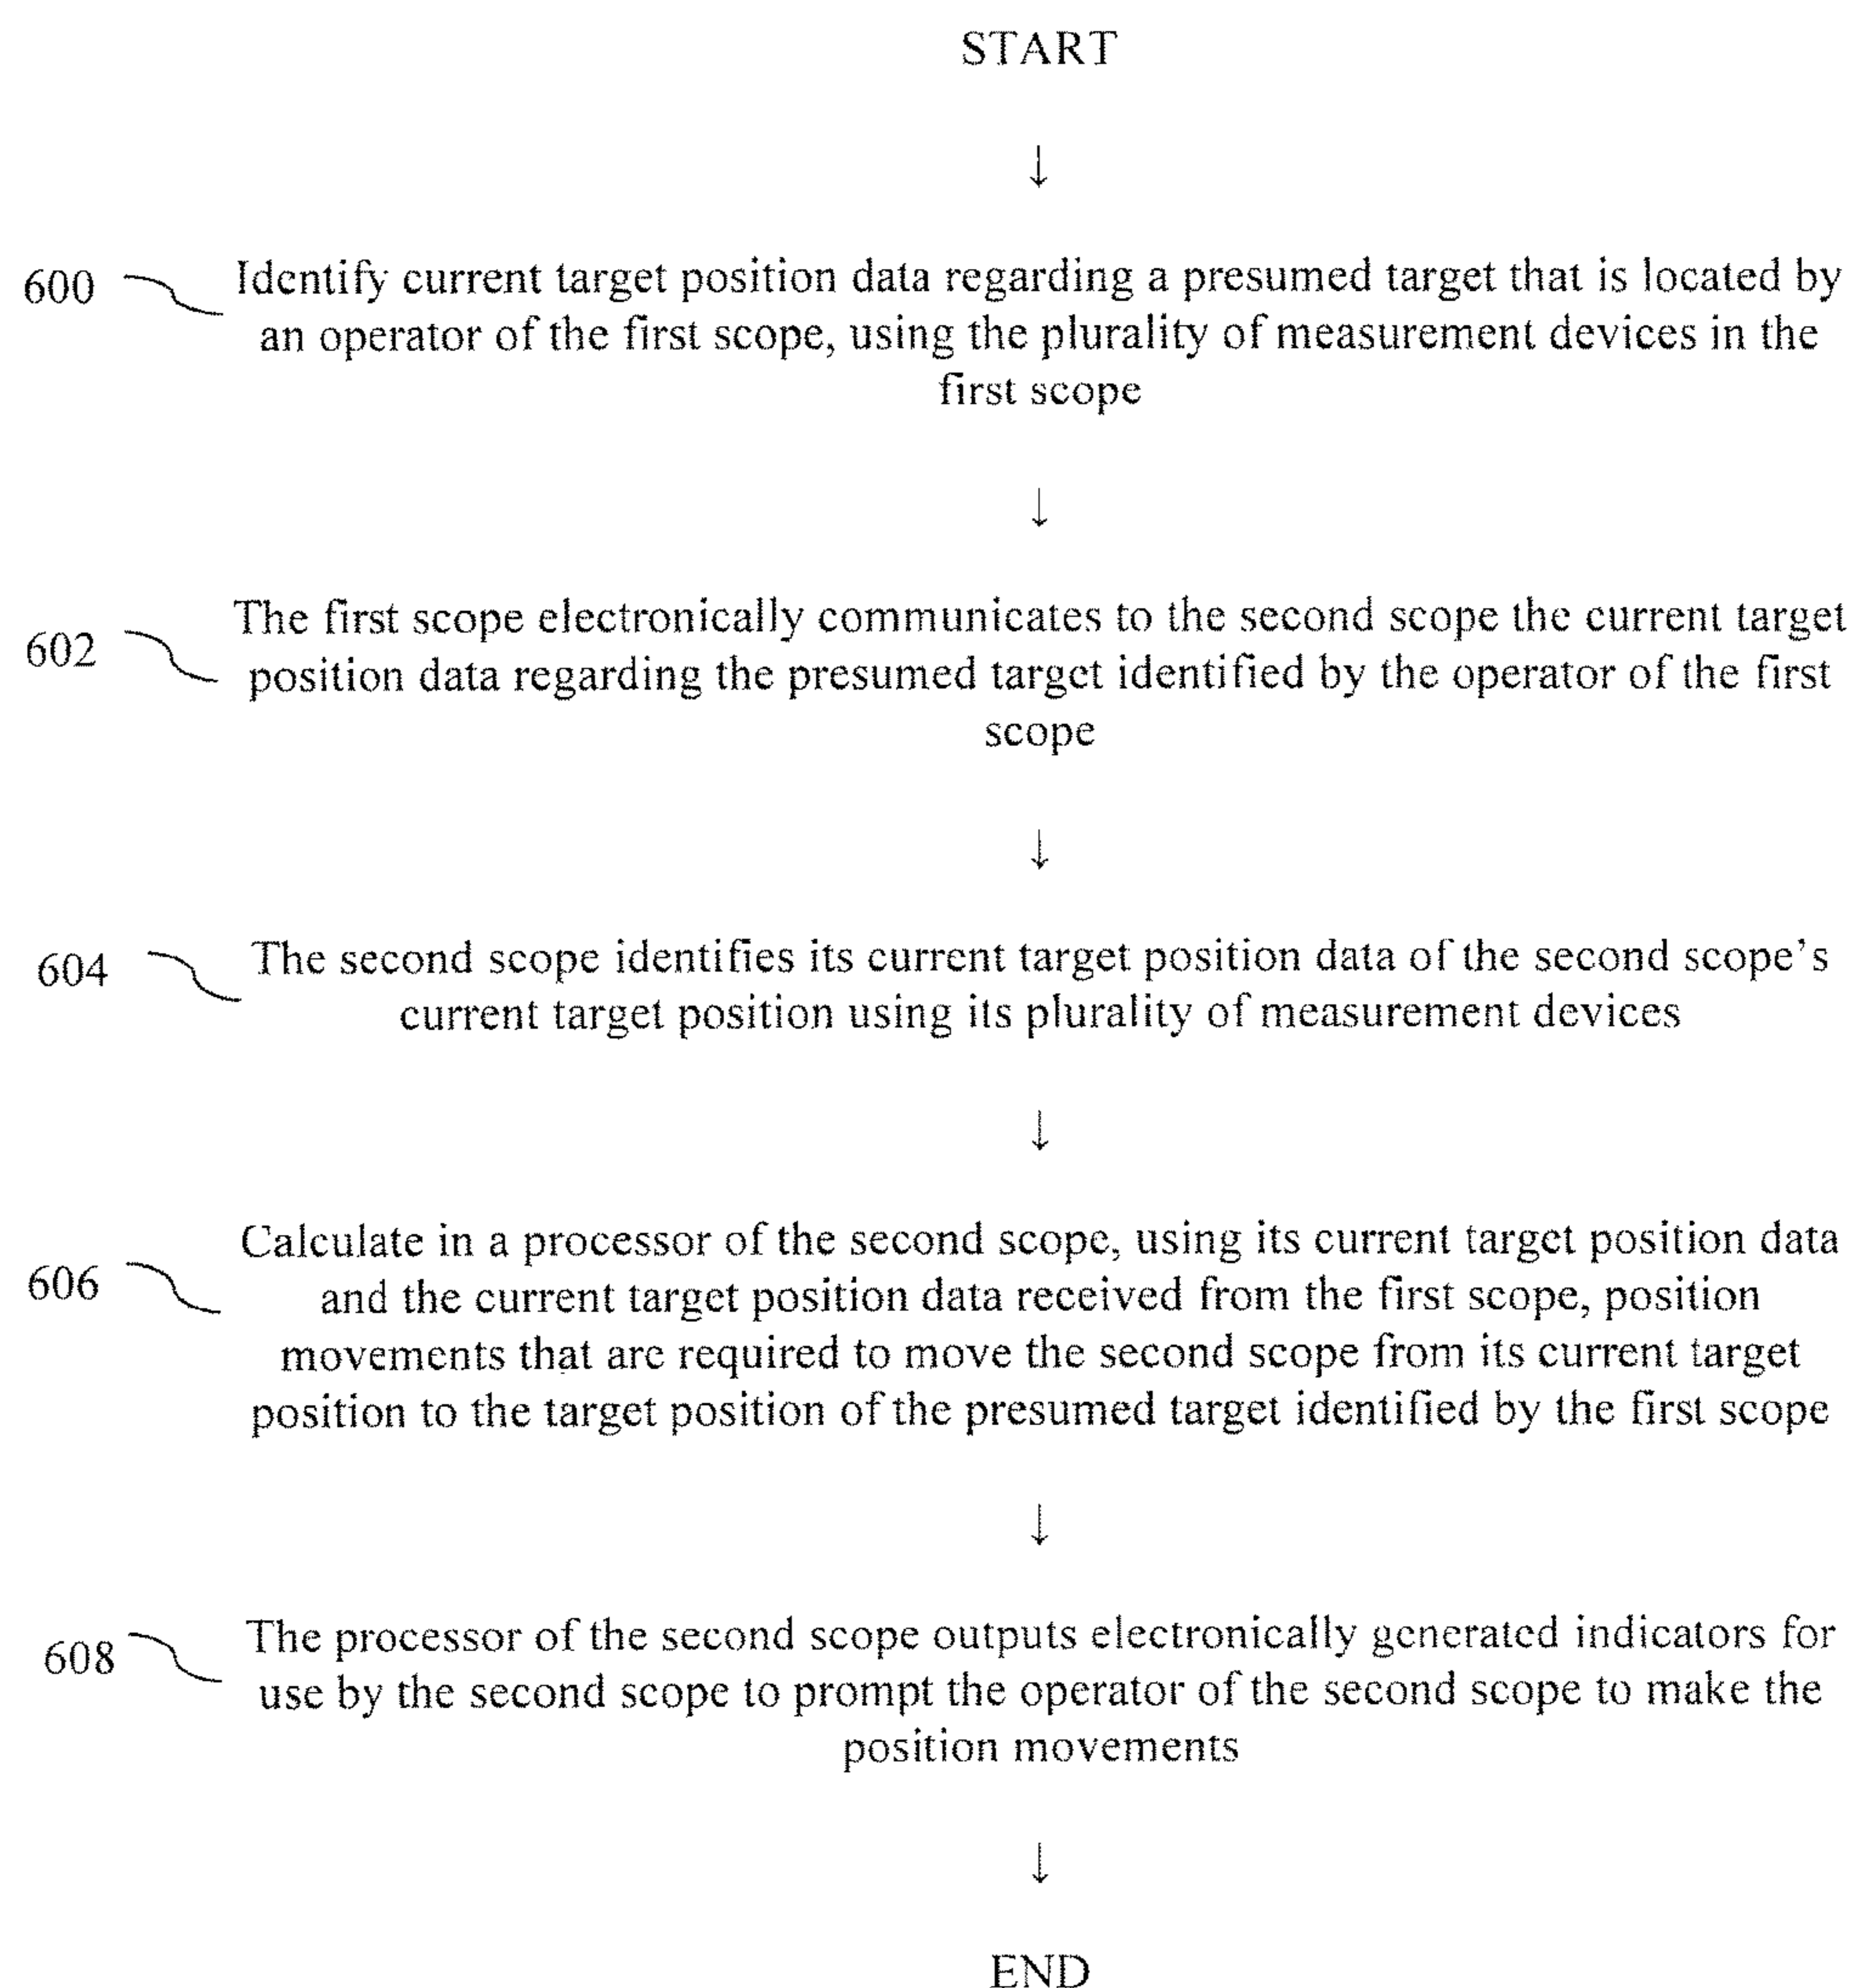 START
↓
600 Identify current target position data regarding a presumed target that is located by
an operator of the first scope, using the plurality of measurement devices in the
first scope
↓
602 The first scope electronically communicates to the second scope the current target
position data regarding the presumed target identified by the operator of the first
scope
↓
604 The second scope identifies its current target position data of the second scope's
current target position using its plurality of measurement devices
↓
606 Calculate in a processor of the second scope, using its current target position data
and the current target position data received from the first scope, position
movements that are required to move the second scope from its current target
position to the target position of the presumed target identified by the first scope
↓
608 The processor of the second scope outputs electronically generated indicators for
use by the second scope to prompt the operator of the second scope to make the
position movements
↓
END